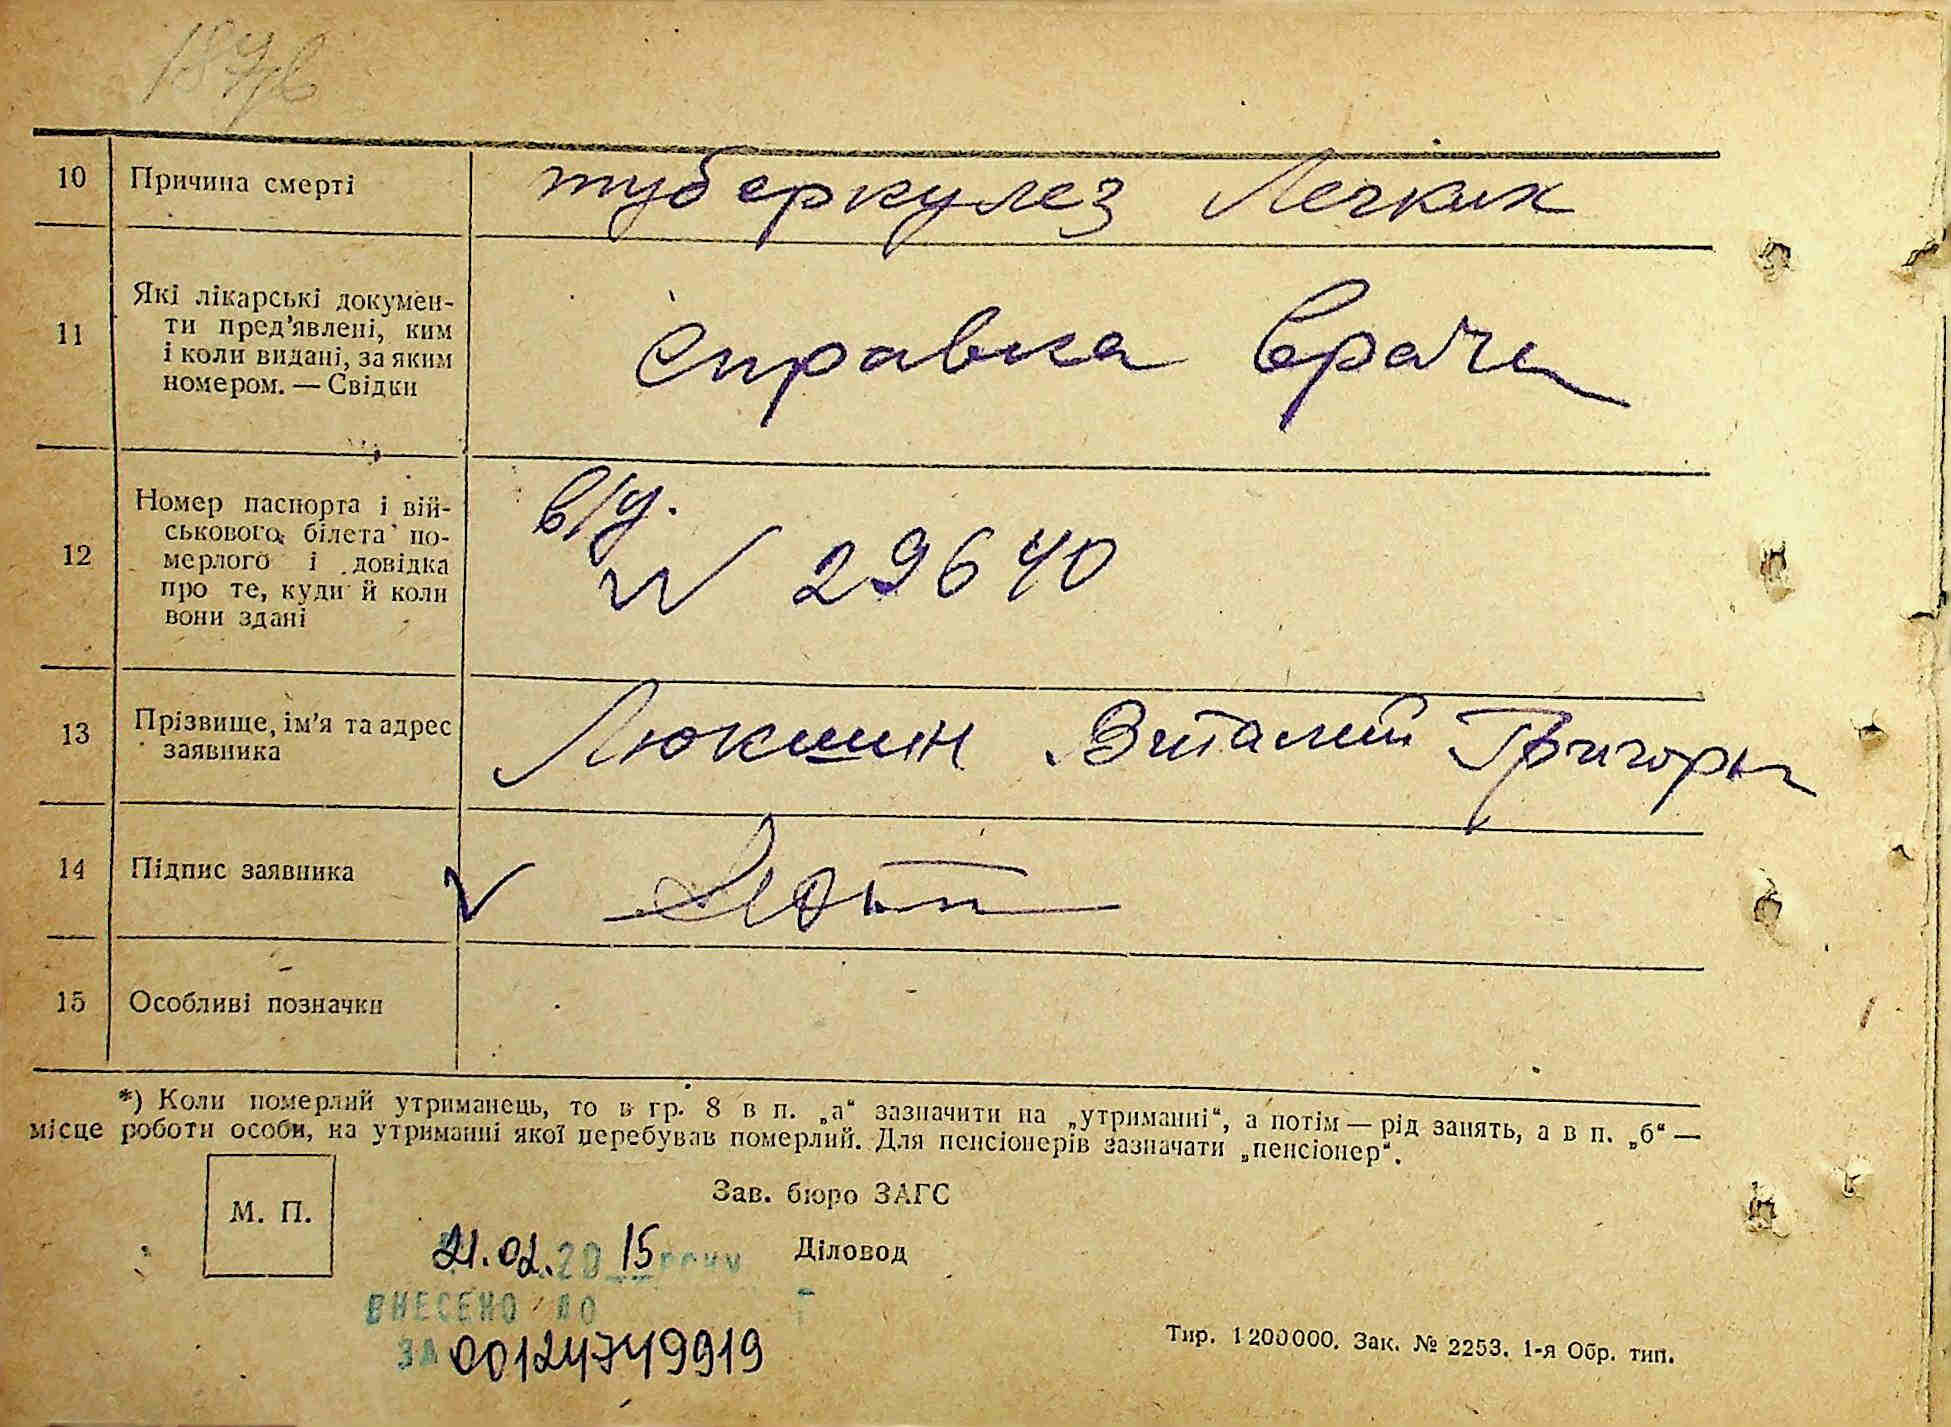 10 Причина смерті туберкулез Легких
11 Які лікарські докумен-
ти пред'явлені, ким
і коли видані, за яким
номером. — Свідки
справка врача
12 Номер паспорта і вій-
ськового білета по-
мерлого і довідка
про те, куди й коли
вони здані
в/у.
N 29640
13 Прізвище, ім'я та адрес
заявника
Люкшин Виталий Григорь
14 Підпис заявника V
15 Особливі позначки
*) Коли померлий утриманець, то в гр. 8 в п. „а“ зазначити на „утриманні“, а потім — рід занять, а в п. „б“ —
місце роботи особи, на утриманні якої перебував померлий. Для пенсіонерів зазначати „пенсіонер“.
М. П.
Зав. бюро ЗАГС
Діловод
21.02.2015 року
ВНЕСЕНО ДО
ЗА 00124749919
Тир. 1200000. Зак. № 2253. 1-я Обр. тип.